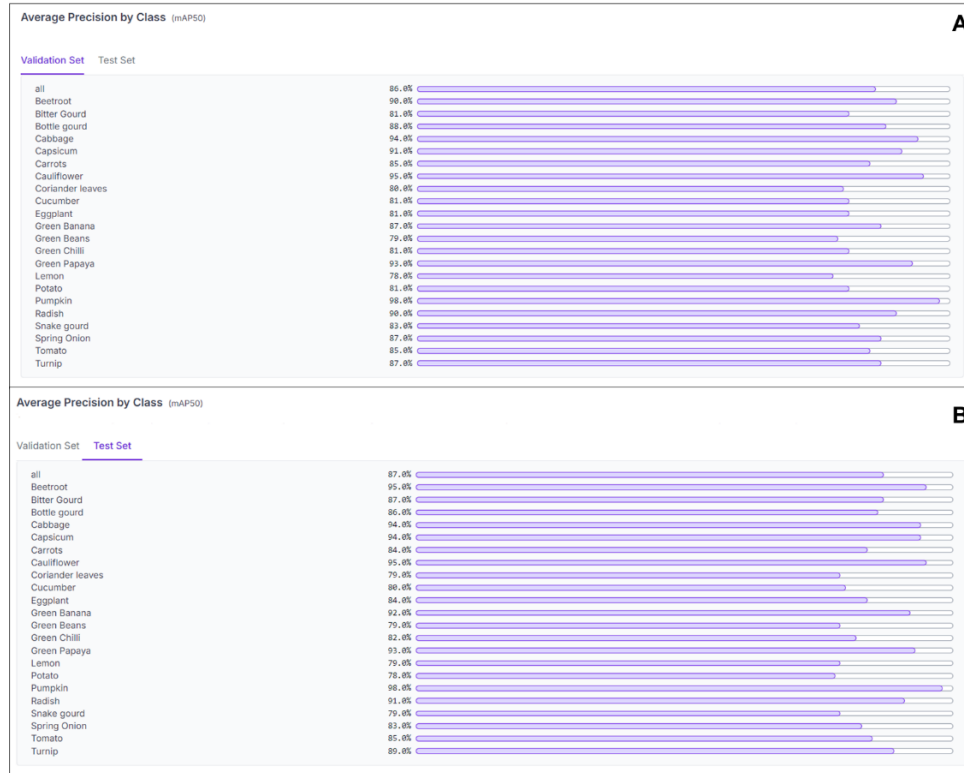 Average Precision by Class (mAP50)
A
Validation Set Test Set
all 86.0%
Beetroot 90.0%
Bitter Gourd 81.0%
Bottle gourd 88.0%
Cabbage 94.0%
Capsicum 91.0%
Carrots 85.0%
Cauliflower 95.0%
Coriander leaves 80.0%
Cucumber 81.0%
Eggplant 81.0%
Green Banana 87.0%
Green Beans 79.0%
Green Chilli 81.0%
Green Papaya 93.0%
Lemon 78.0%
Potato 81.0%
Pumpkin 98.0%
Radish 90.0%
Snake gourd 83.0%
Spring Onion 87.0%
Tomato 85.0%
Turnip 87.0%
Average Precision by Class (mAP50)
B
Validation Set Test Set
all 87.0%
Beetroot 95.0%
Bitter Gourd 87.0%
Bottle gourd 86.0%
Cabbage 94.0%
Capsicum 94.0%
Carrots 84.0%
Cauliflower 95.0%
Coriander leaves 79.0%
Cucumber 80.0%
Eggplant 84.0%
Green Banana 92.0%
Green Beans 79.0%
Green Chilli 82.0%
Green Papaya 93.0%
Lemon 79.0%
Potato 78.0%
Pumpkin 98.0%
Radish 91.0%
Snake gourd 79.0%
Spring Onion 83.0%
Tomato 85.0%
Turnip 89.0%